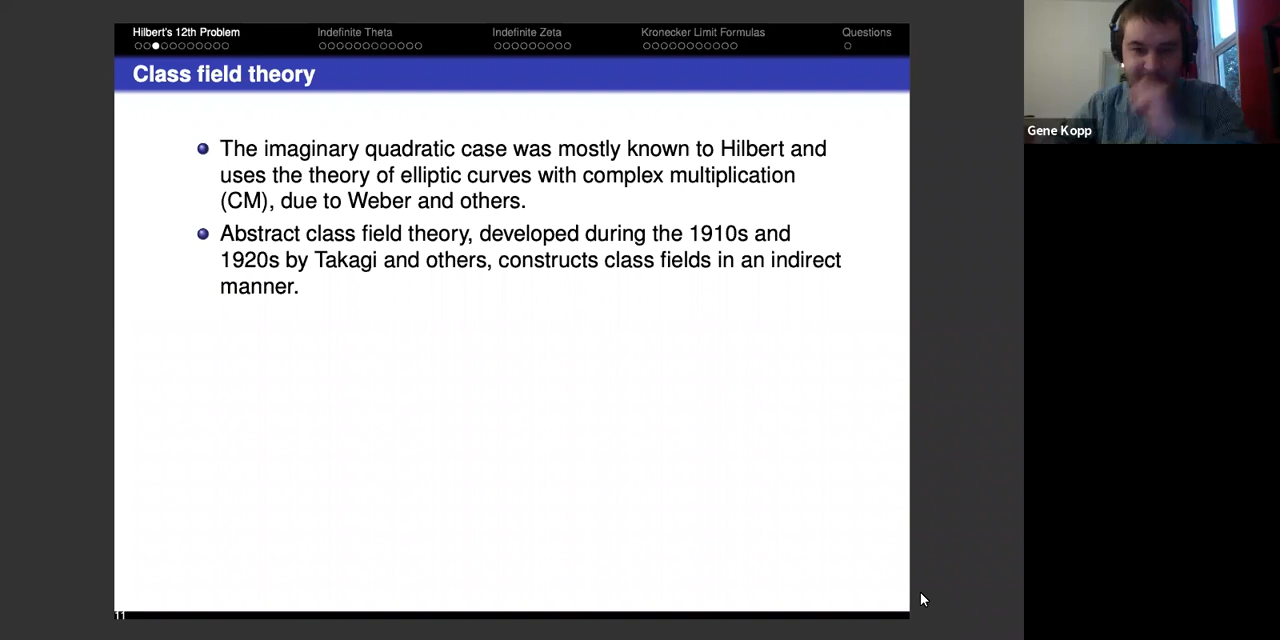 Hilbert's 12th Problem Indefinite Theta Indefinite Zeta Kronecker Limit Formulas Questions
Class field theory
The imaginary quadratic case was mostly known to Hilbert and
uses the theory of elliptic curves with complex multiplication
(CM), due to Weber and others.
Abstract class field theory, developed during the 1910s and
1920s by Takagi and others, constructs class fields in an indirect
manner.
11
Gene Kopp